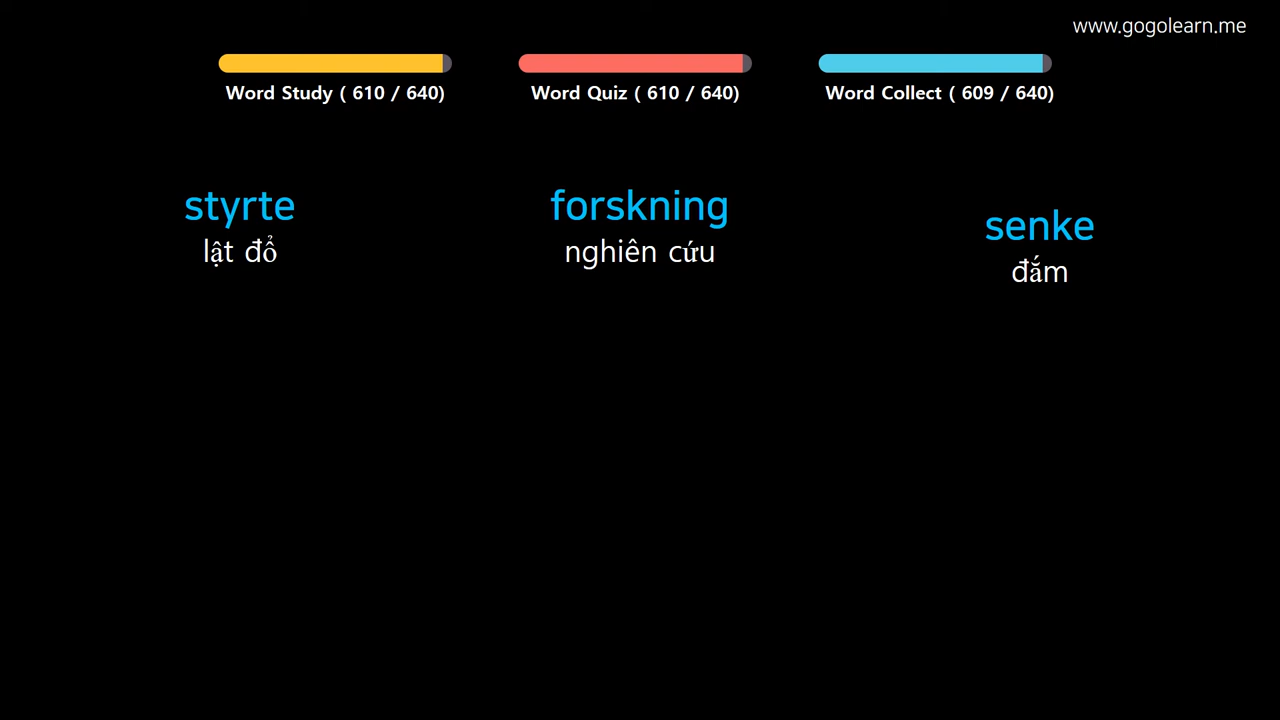 www.gogolearn.me
Word Study ( 610 / 640)
Word Quiz ( 610 / 640)
Word Collect ( 609 / 640)
styrte
lật đổ
forskning
nghiên cứu
senke
đắm